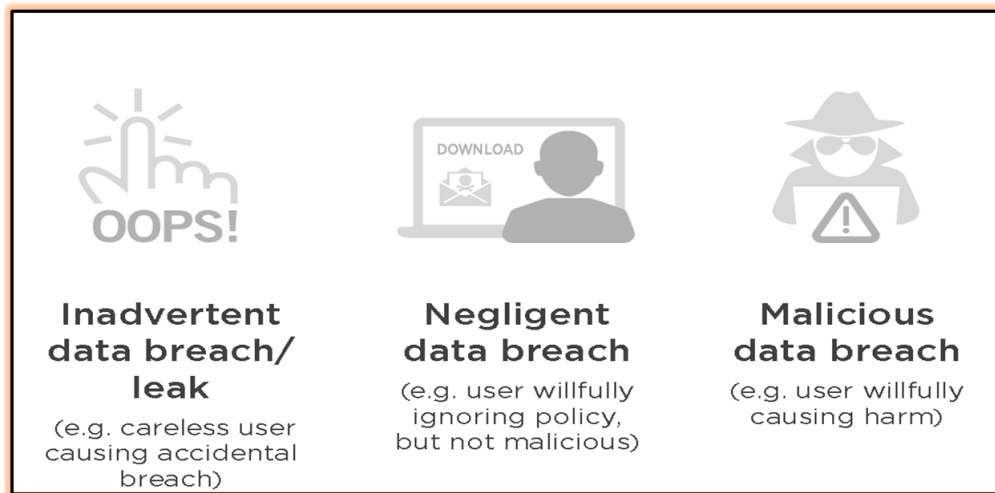 OOPS!
DOWNLOAD
Inadvertent
data breach/
leak
(e.g. careless user
causing accidental
breach)
Negligent
data breach
(e.g. user willfully
ignoring policy,
but not malicious)
Malicious
data breach
(e.g. user willfully
causing harm)